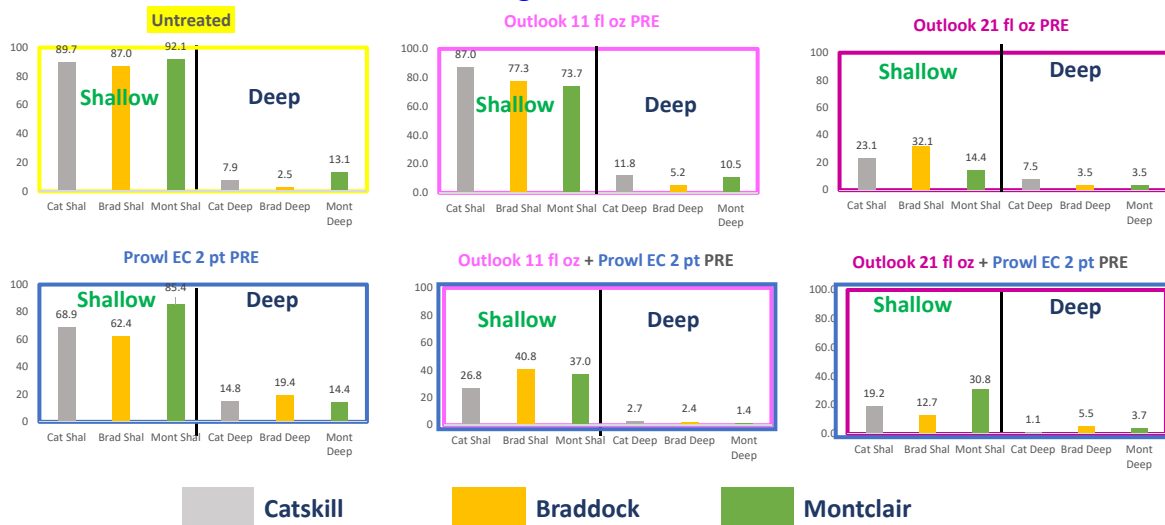 Untreated
100
80
60
40
20
0
89.7 87.0 92.1 7.9 2.5 13.1
Shallow Deep
Cat Shal Brad Shal Mont Shal Cat Deep Brad Deep Mont
Deep
Outlook 11 fl oz PRE
100.0
80.0
60.0
40.0
20.0
0.0
87.0 77.3 73.7 11.8 5.2 10.5
Shallow Deep
Cat Shal Brad Shal Mont Shal Cat Deep Brad Deep Mont
Deep
Outlook 21 fl oz PRE
100
80
60
40
20
0
Shallow Deep
23.1 32.1 14.4 7.5 3.5 3.5
Cat Shal Brad Shal Mont Shal Cat Deep Brad Deep Mont
Deep
Prowl EC 2 pt PRE
100
80
60
40
20
0
Shallow Deep
68.9 62.4 85.4 14.8 19.4 14.4
Cat Shal Brad Shal Mont Shal Cat Deep Brad Deep Mont
Deep
Outlook 11 fl oz + Prowl EC 2 pt PRE
100
80
60
40
20
0
Shallow Deep
26.8 40.8 37.0 2.7 2.4 1.4
Cat Shal Brad Shal Mont Shal Cat Deep Brad Deep Mont
Deep
Outlook 21 fl oz + Prowl EC 2 pt PRE
100.0
80.0
60.0
40.0
20.0
0.0
Shallow Deep
19.2 12.7 30.8 1.1 5.5 3.7
Cat Shal Brad Shal Mont Shal Cat Deep Brad Deep Mont
Deep
Catskill Braddock Montclair